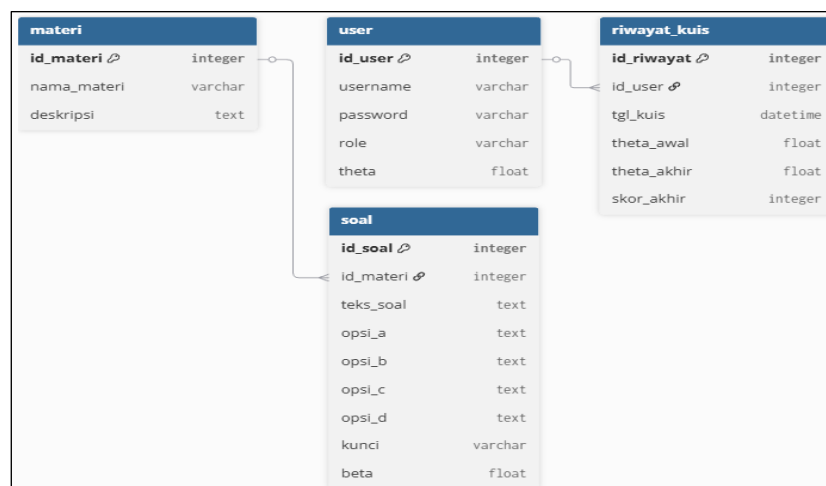 materi
id_materi integer
nama_materi varchar
deskripsi text
user
id_user integer
username varchar
password varchar
role varchar
theta float
riwayat_kuis
id_riwayat integer
id_user integer
tgl_kuis datetime
theta_awal float
theta_akhir float
skor_akhir integer
soal
id_soal integer
id_materi integer
teks_soal text
opsi_a text
opsi_b text
opsi_c text
opsi_d text
kunci varchar
beta float